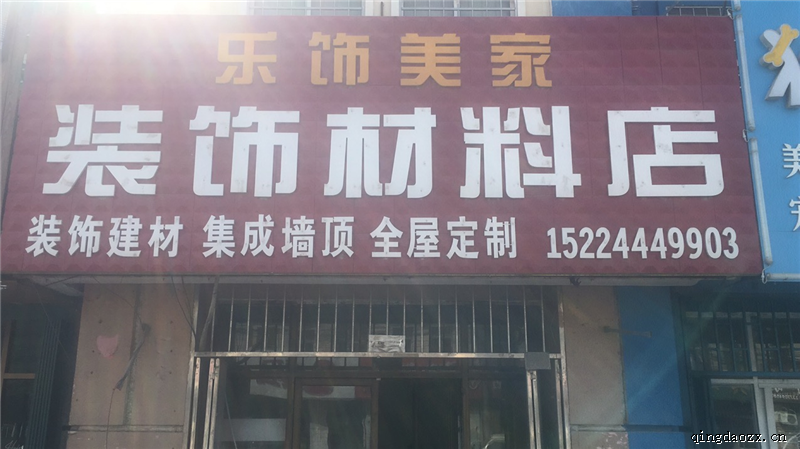 乐饰美家
装饰材料店
装饰建材 集成墙顶 全屋定制 15224449903
美
qingdaozx.cn